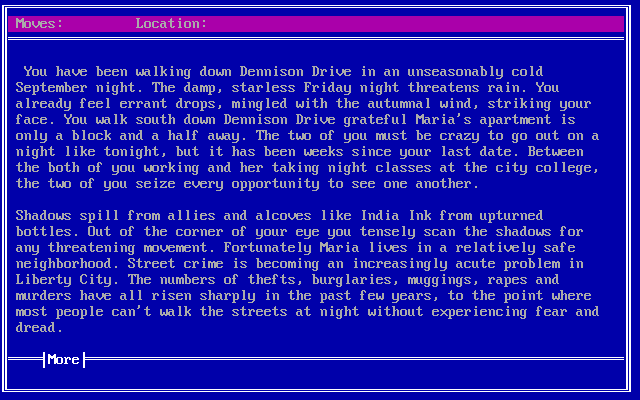 Moves: Location:
You have been walking down Dennison Drive in an unseasonably cold
September night. The damp, starless Friday night threatens rain. You
already feel errant drops, mingled with the autumnal wind, striking your
face. You walk south down Dennison Drive grateful Maria's apartment is
only a block and a half away. The two of you must be crazy to go out on a
night like tonight, but it has been weeks since your last date. Between
the both of you working and her taking night classes at the city college,
the two of you seize every opportunity to see one another.
Shadows spill from allies and alcoves like India Ink from upturned
bottles. Out of the corner of your eye you tensely scan the shadows for
any threatening movement. Fortunately Maria lives in a relatively safe
neighborhood. Street crime is becoming an increasingly acute problem in
Liberty City. The numbers of thefts, burglaries, muggings, rapes and
murders have all risen sharply in the past few years, to the point where
most people can't walk the streets at night without experiencing fear and
dread.
More